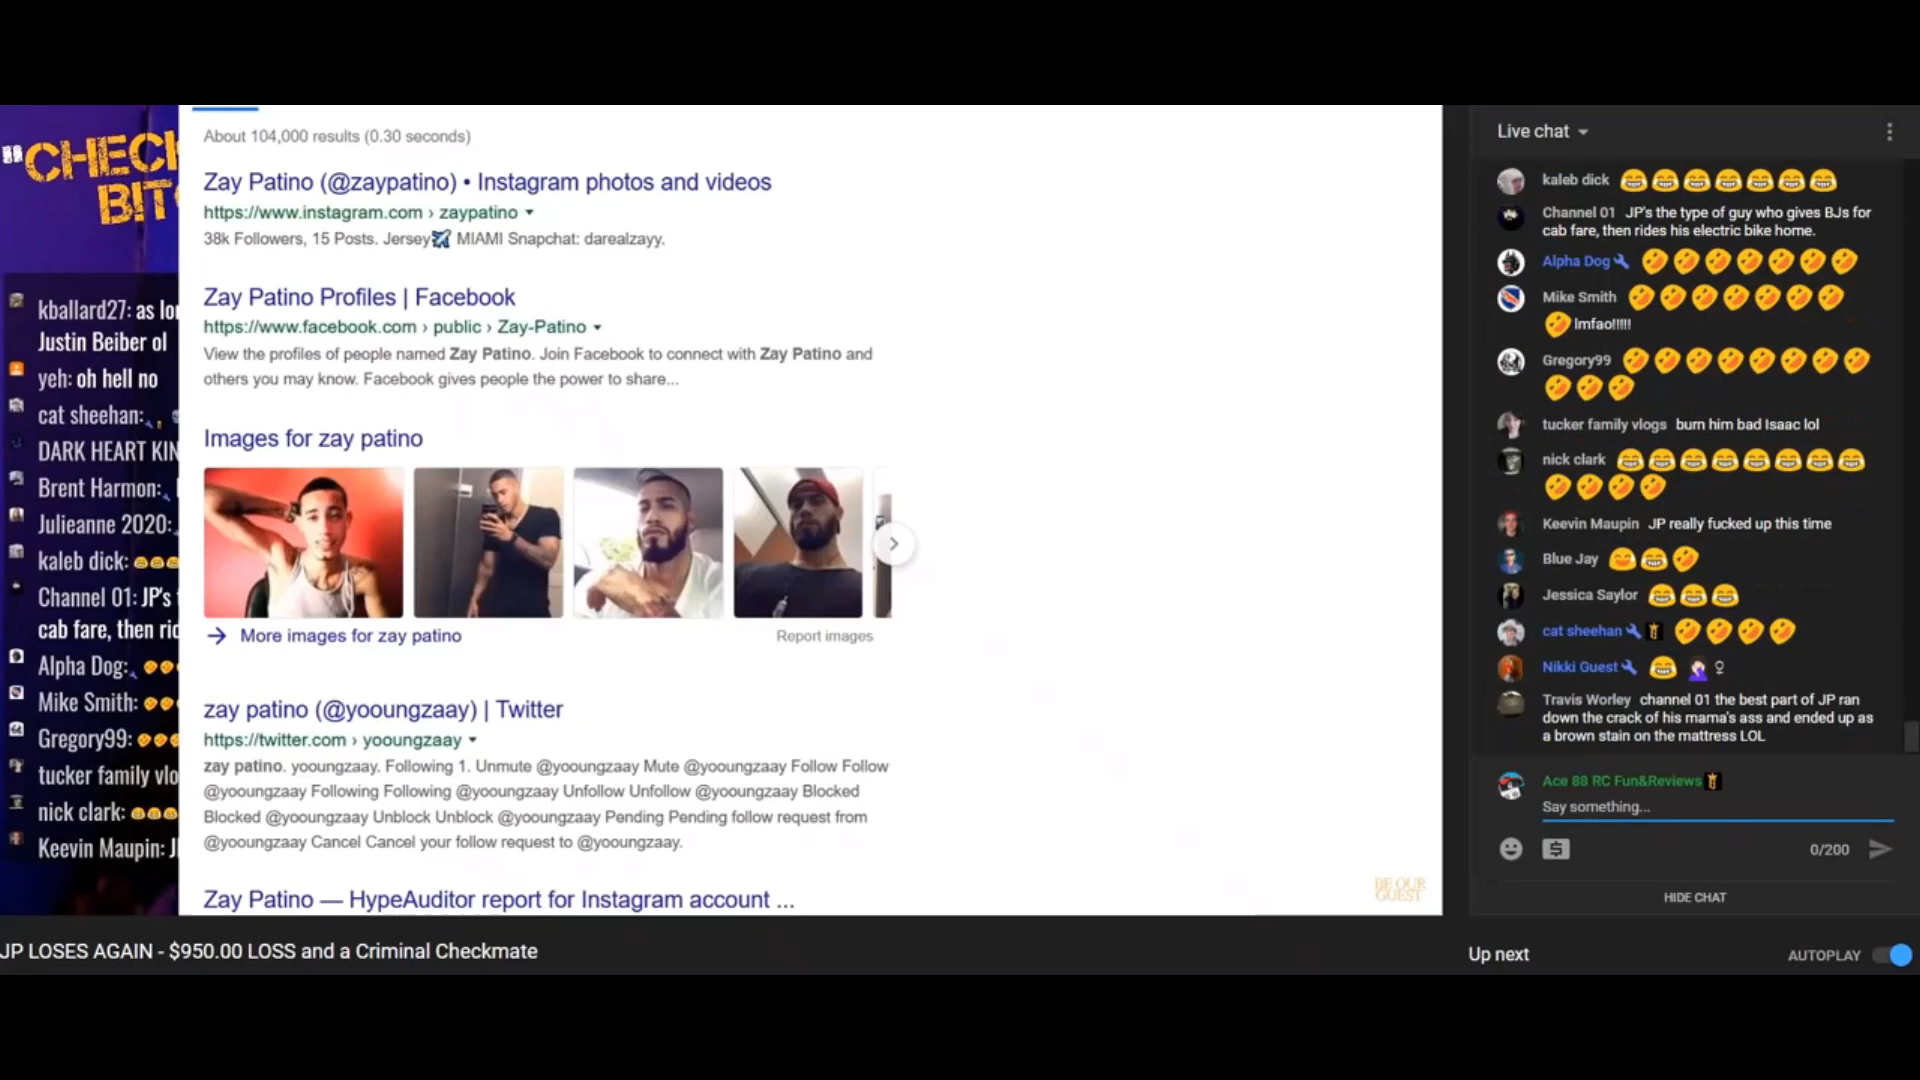 "CHECK
BIT
kballard27: as lo
Justin Beiber ol
yeh: oh hell no
cat sheehan:
DARK HEART KIN
Brent Harmon:
Julieanne 2020:
kaleb dick: 😂😂😂
Channel 01: JP's
cab fare, then ri
Alpha Dog: 🤣🤣
Mike Smith: 🤣🤣
Gregory99: 🤣🤣🤣
tucker family vlo
nick clark: 😂😂😂
Keevin Maupin: J
About 104,000 results (0.30 seconds)
Zay Patino (@zaypatino) • Instagram photos and videos
https://www.instagram.com › zaypatino ▾
38k Followers, 15 Posts. Jersey✈️ MIAMI Snapchat: darealzayy.
Zay Patino Profiles | Facebook
https://www.facebook.com › public › Zay-Patino ▾
View the profiles of people named Zay Patino. Join Facebook to connect with Zay Patino and
others you may know. Facebook gives people the power to share...
Images for zay patino
→ More images for zay patino
Report images
zay patino (@yooungzaay) | Twitter
https://twitter.com › yooungzaay ▾
zay patino. yooungzaay. Following 1. Unmute @yooungzaay Mute @yooungzaay Follow Follow
@yooungzaay Following Following @yooungzaay Unfollow Unfollow @yooungzaay Blocked
Blocked @yooungzaay Unblock Unblock @yooungzaay Pending Pending follow request from
@yooungzaay Cancel Cancel your follow request to @yooungzaay.
Zay Patino — HypeAuditor report for Instagram account ...
BE OUR
GUEST
JP LOSES AGAIN - $950.00 LOSS and a Criminal Checkmate
Live chat
kaleb dick 😂😂😂😂😂😂😂
Channel 01 JP's the type of guy who gives BJs for
cab fare, then rides his electric bike home.
Alpha Dog 🤣🤣🤣🤣🤣🤣🤣
Mike Smith 🤣🤣🤣🤣🤣🤣🤣
🤣 lmfao!!!!!
Gregory99 🤣🤣🤣🤣🤣🤣🤣🤣
🤣🤣🤣
tucker family vlogs burn him bad Isaac lol
nick clark 😂😂😂😂😂😂😂😂
🤣🤣🤣🤣
Keevin Maupin JP really fucked up this time
Blue Jay 😄😂🤣
Jessica Saylor 😂😂😂
cat sheehan 🤣🤣🤣🤣
Nikki Guest 😂🤦🏻♀
Travis Worley channel 01 the best part of JP ran
down the crack of his mama's ass and ended up as
a brown stain on the mattress LOL
Ace 88 RC Fun&Reviews
Say something...
0/200
HIDE CHAT
Up next
AUTOPLAY